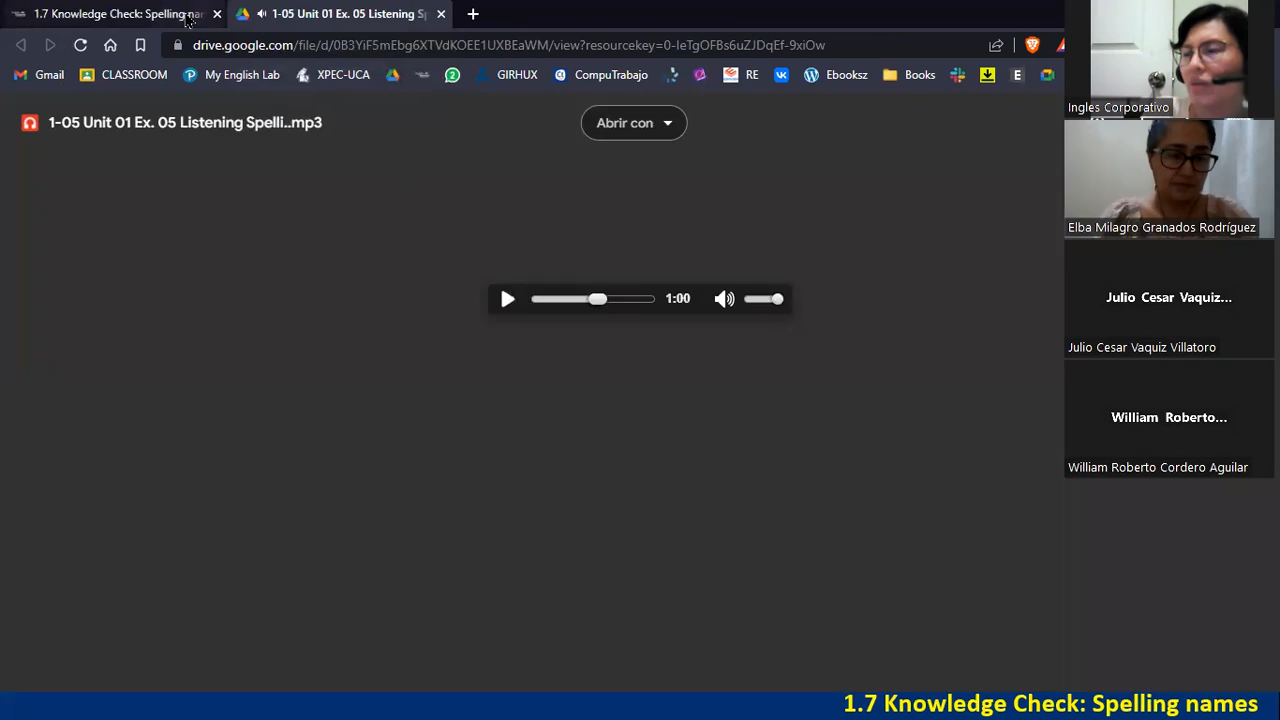 1.7 Knowledge Check: Spelling nar
1-05 Unit 01 Ex. 05 Listening Sp
drive.google.com/file/d/0B3YiF5mEbg6XTVdKOEE1UXBEaWM/view?resourcekey=0-IeTgOFBs6uZJDqEf-9xiOw
Gmail CLASSROOM My English Lab XPEC-UCA GIRHUX CompuTrabajo RE Ebooksz Books
1-05 Unit 01 Ex. 05 Listening Spelli..mp3
Abrir con
1:00
Ingles Corporativo
Elba Milagro Granados Rodríguez
Julio Cesar Vaquiz...
Julio Cesar Vaquiz Villatoro
William Roberto...
William Roberto Cordero Aguilar
1.7 Knowledge Check: Spelling names